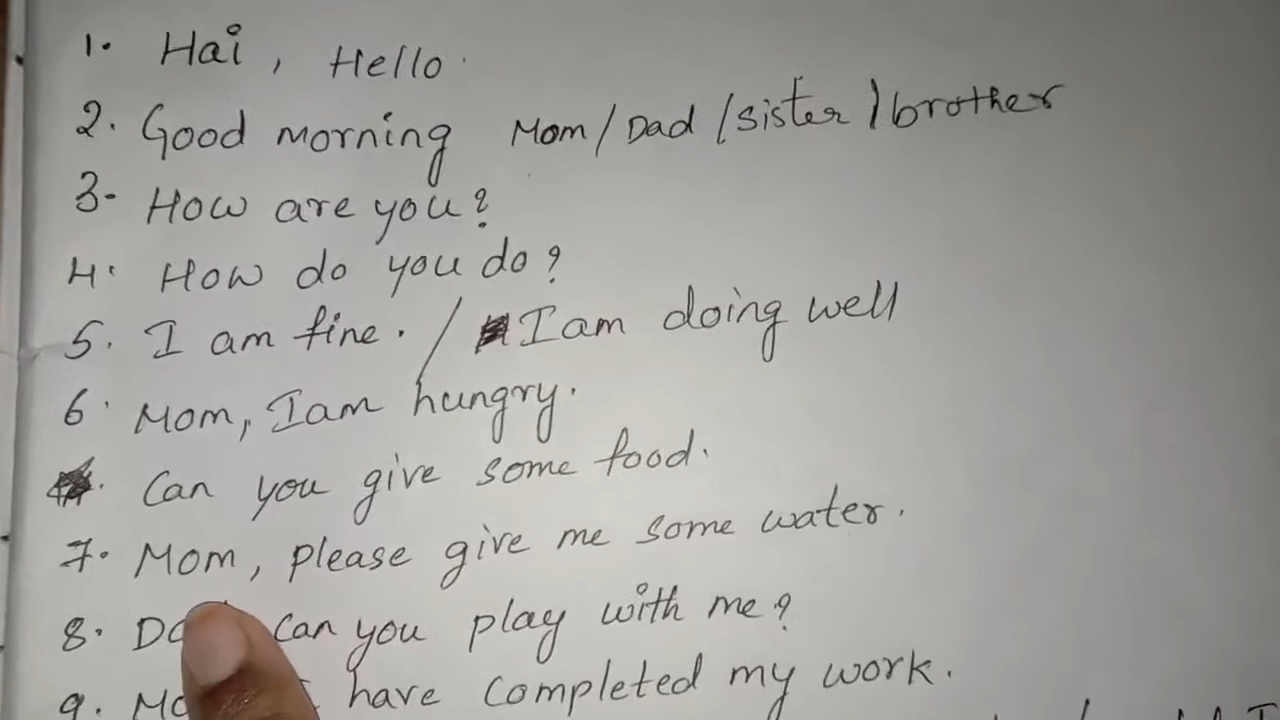 1. Hai, Hello.
2. Good morning Mom/Dad/sister/brother
3. How are you?
4. How do you do?
5. I am fine. / I am doing well
6. Mom, I am hungry.
Can you give some food.
7. Mom, please give me some water.
8. can you play with me?
9. have completed my work.